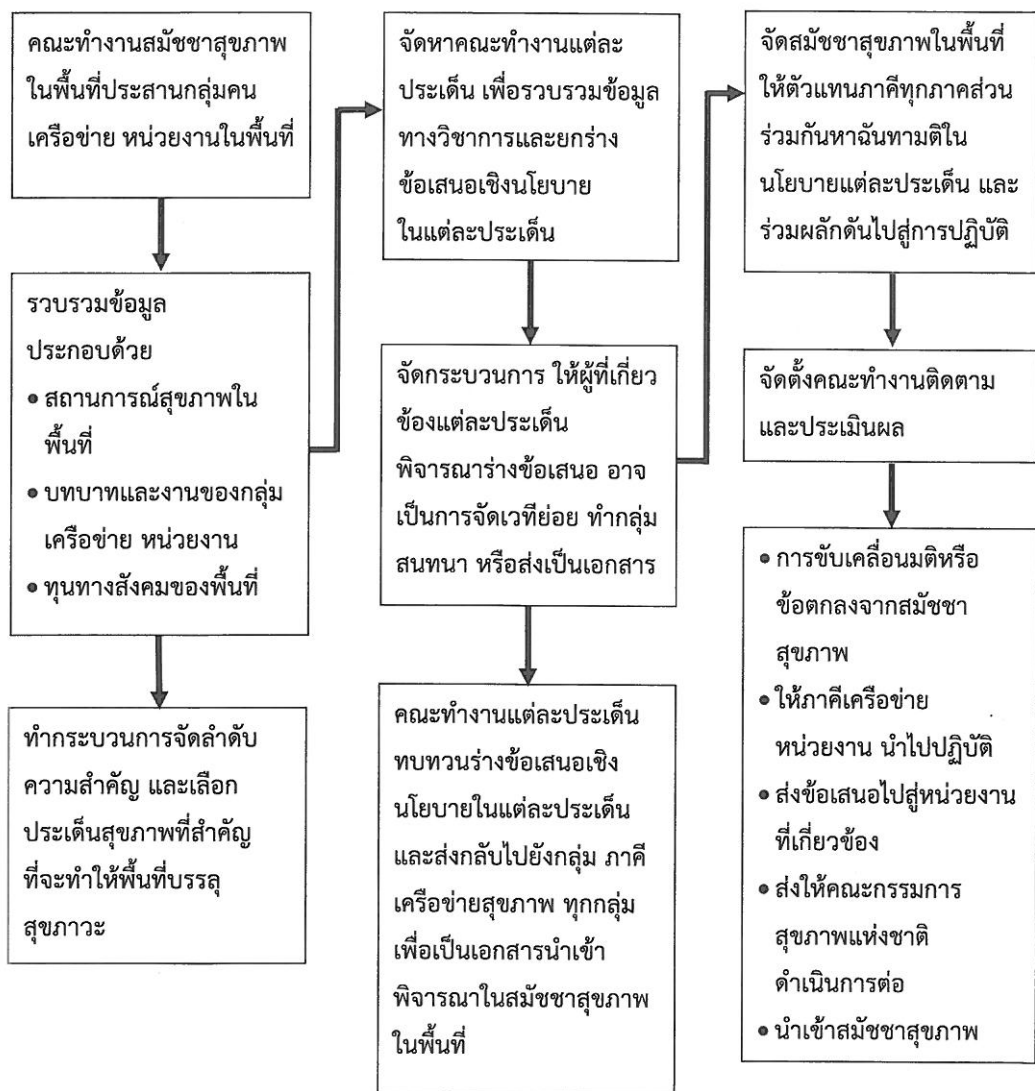 คณะทำงานสมัชชาสุขภาพ
ในพื้นที่ประสานกลุ่มคน
เครือข่าย หน่วยงานในพื้นที่
รวบรวมข้อมูล
ประกอบด้วย
• สถานการณ์สุขภาพใน
พื้นที่
• บทบาทและงานของกลุ่ม
เครือข่าย หน่วยงาน
• ทุนทางสังคมของพื้นที่
ทำกระบวนการจัดลำดับ
ความสำคัญ และเลือก
ประเด็นสุขภาพที่สำคัญ
ที่จะทำให้พื้นที่บรรลุ
สุขภาวะ
จัดหาคณะทำงานแต่ละ
ประเด็น เพื่อรวบรวมข้อมูล
ทางวิชาการและยกร่าง
ข้อเสนอเชิงนโยบาย
ในแต่ละประเด็น
จัดกระบวนการ ให้ผู้ที่เกี่ยว
ข้องแต่ละประเด็น
พิจารณาร่างข้อเสนอ อาจ
เป็นการจัดเวทีย่อย ทำกลุ่ม
สนทนา หรือส่งเป็นเอกสาร
คณะทำงานแต่ละประเด็น
ทบทวนร่างข้อเสนอเชิง
นโยบายในแต่ละประเด็น
และส่งกลับไปยังกลุ่ม ภาคี
เครือข่ายสุขภาพ ทุกกลุ่ม
เพื่อเป็นเอกสารนำเข้า
พิจารณาในสมัชชาสุขภาพ
ในพื้นที่
จัดสมัชชาสุขภาพในพื้นที่
ให้ตัวแทนภาคีทุกภาคส่วน
ร่วมกันหาฉันทามติใน
นโยบายแต่ละประเด็น และ
ร่วมผลักดันไปสู่การปฏิบัติ
จัดตั้งคณะทำงานติดตาม
และประเมินผล
• การขับเคลื่อนมติหรือ
ข้อตกลงจากสมัชชา
สุขภาพ
• ให้ภาคีเครือข่าย
หน่วยงาน นำไปปฏิบัติ
• ส่งข้อเสนอไปสู่หน่วยงาน
ที่เกี่ยวข้อง
• ส่งให้คณะกรรมการ
สุขภาพแห่งชาติ
ดำเนินการต่อ
• นำเข้าสมัชชาสุขภาพ